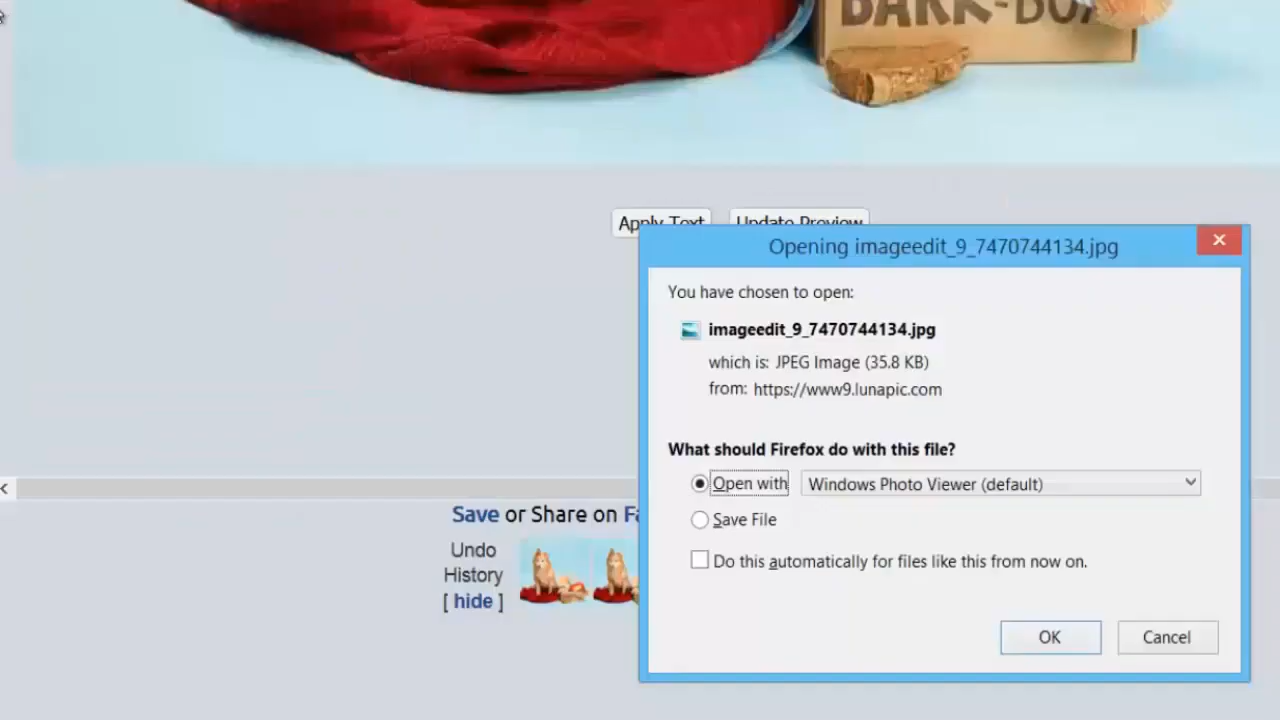 BARK-BOX
Apply Text Update Preview
Opening imageedit_9_7470744134.jpg
You have chosen to open:
imageedit_9_7470744134.jpg
which is: JPEG Image (35.8 KB)
from: https://www9.lunapic.com
What should Firefox do with this file?
Open with Windows Photo Viewer (default)
Save File
Do this automatically for files like this from now on.
OK Cancel
Save or Share on Fa
Undo
History
[ hide ]